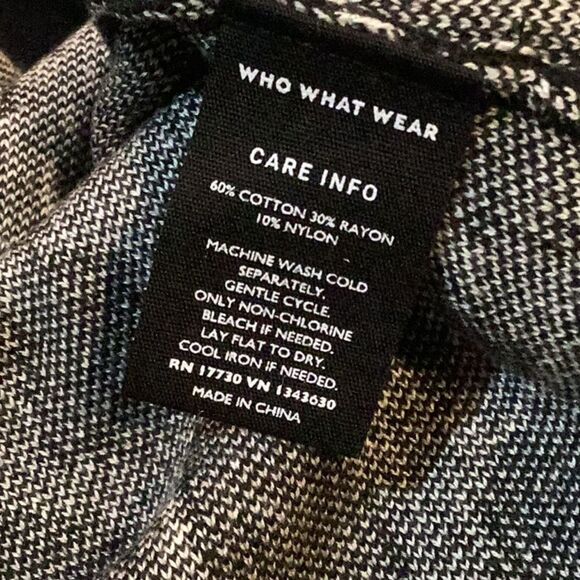 WHO WHAT WEAR
CARE INFO
60% COTTON 30% RAYON
10% NYLON
MACHINE WASH COLD
SEPARATELY.
GENTLE CYCLE.
ONLY NON-CHLORINE
BLEACH IF NEEDED.
LAY FLAT TO DRY.
COOL IRON IF NEEDED.
RN 17730 VN 1343630
MADE IN CHINA